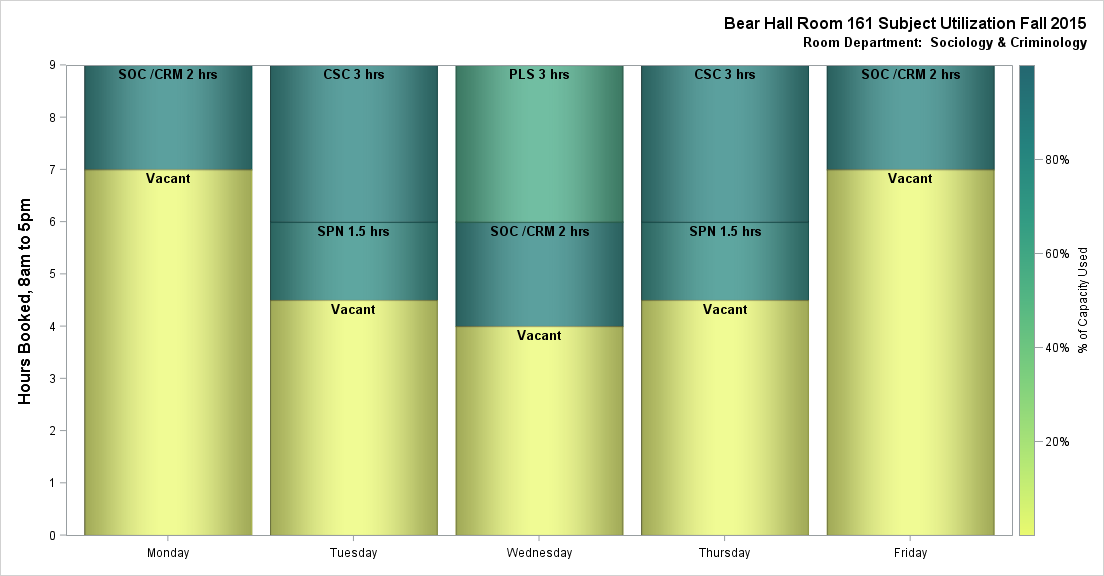 Bear Hall Room 161 Subject Utilization Fall 2015
Room Department:  Sociology & Criminology
Hours Booked, 8am to 5pm
9
8
7
6
5
4
3
2
1
0
SOC /CRM 2 hrs
Vacant
CSC 3 hrs
SPN 1.5 hrs
Vacant
PLS 3 hrs
SOC /CRM 2 hrs
Vacant
CSC 3 hrs
SPN 1.5 hrs
Vacant
SOC /CRM 2 hrs
Vacant
Monday
Tuesday
Wednesday
Thursday
Friday
80%
60%
40%
20%
% of Capacity Used